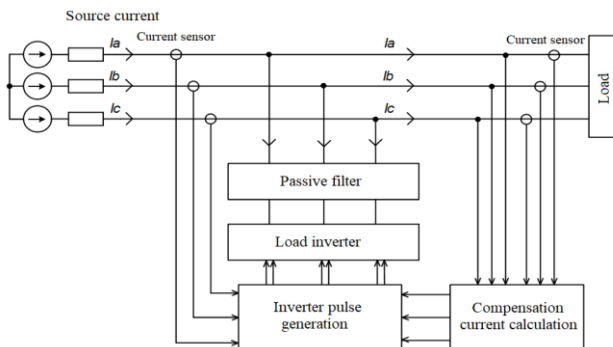 Source current
Ia
Current sensor
Ia
Current sensor
Ib
Ib
Ic
Ic
Load
Passive filter
Load inverter
Inverter pulse
generation
Compensation
current calculation